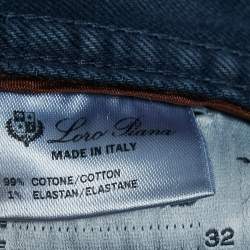 Loro Piana
MADE IN ITALY
99% COTONE/COTTON
1% ELASTAN/ELASTANE
32